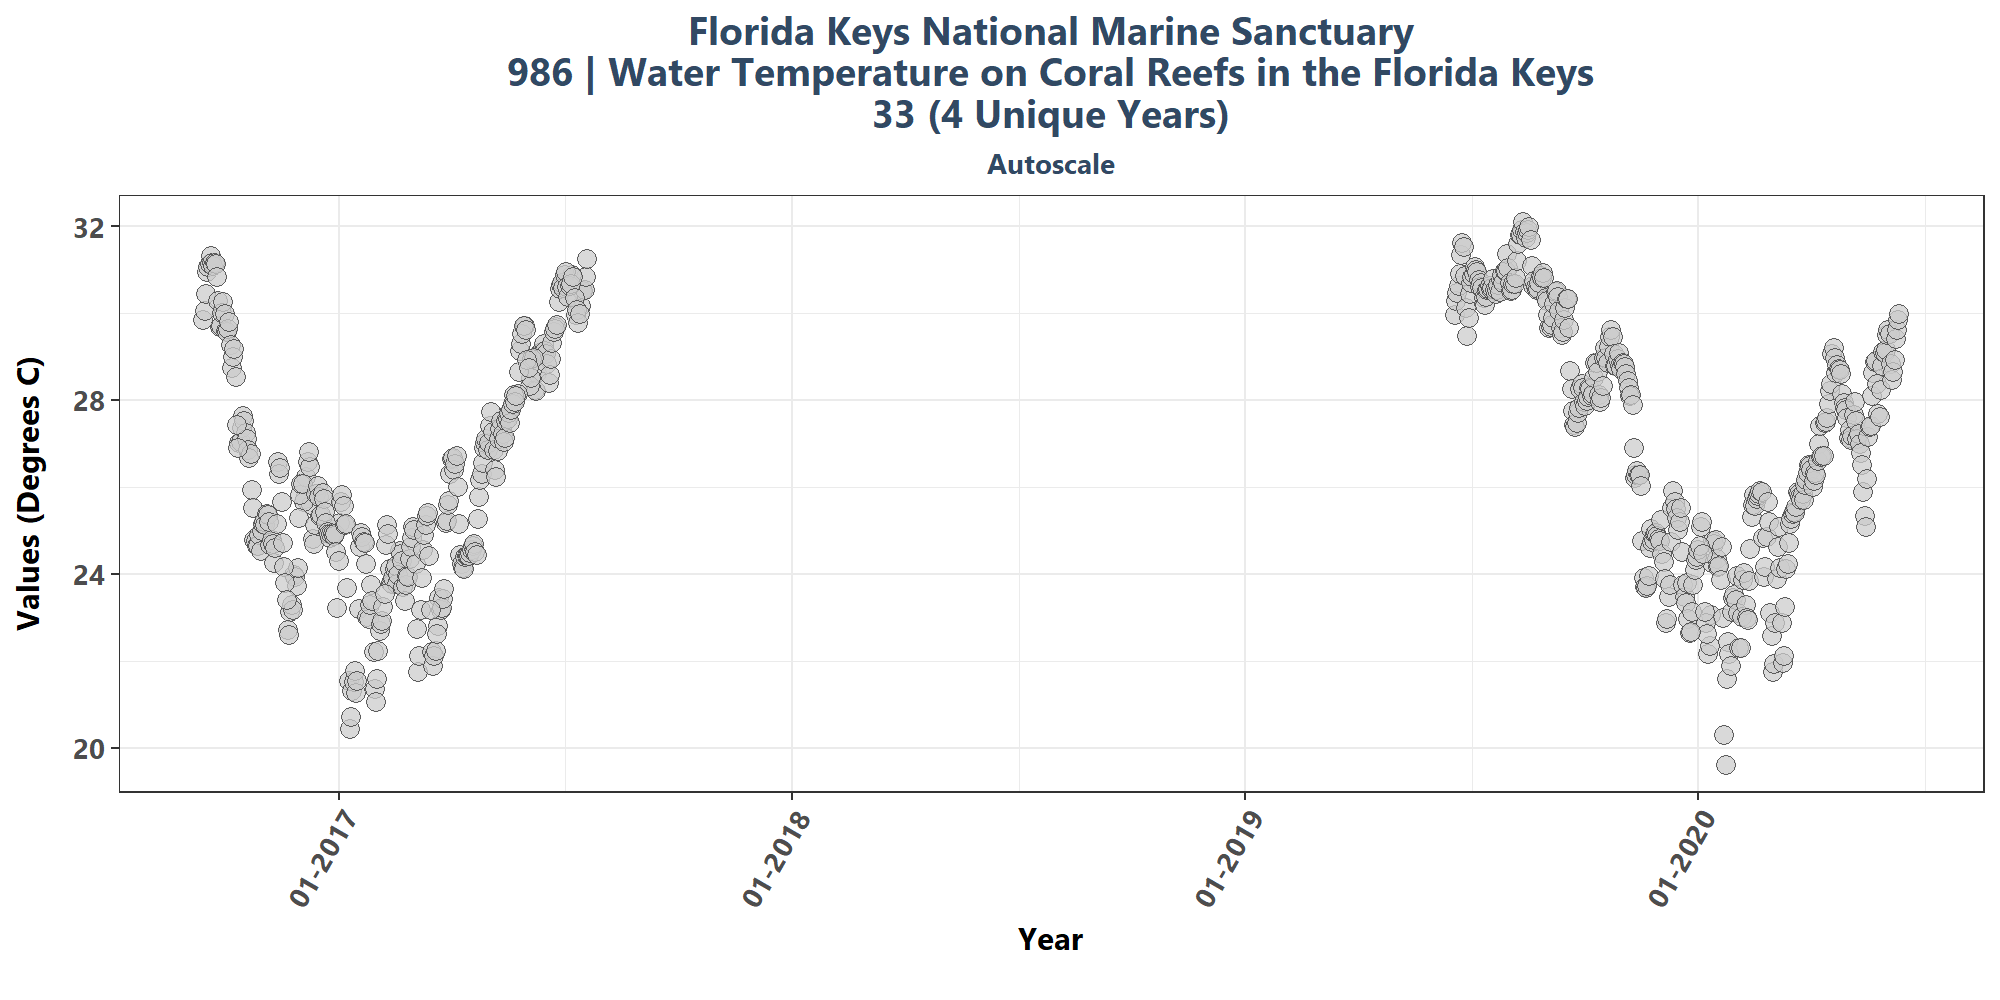 Florida Keys National Marine Sanctuary
986 | Water Temperature on Coral Reefs in the Florida Keys
33 (4 Unique Years)
Autoscale
Values (Degrees C)
32
28
24
20
01-2017
01-2018
01-2019
01-2020
Year